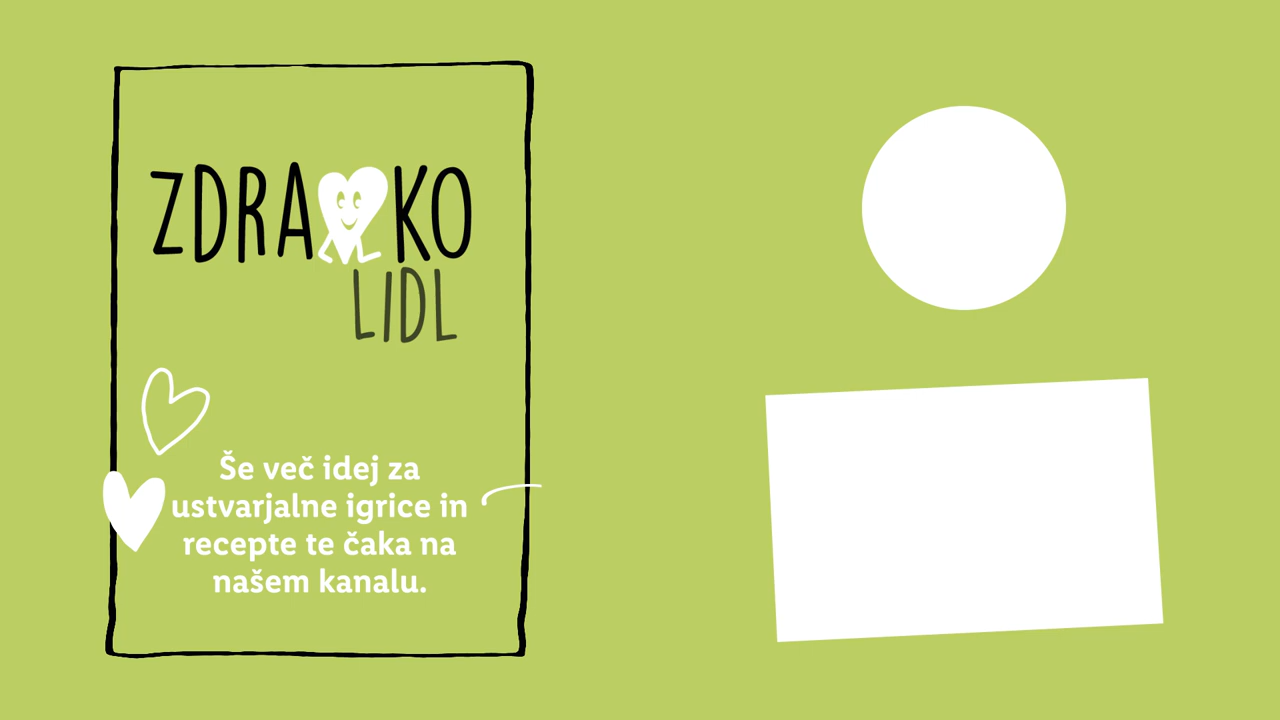 ZDRAVKO
LIDL
Še več idej za
ustvarjalne igrice in
recepte te čaka na
našem kanalu.